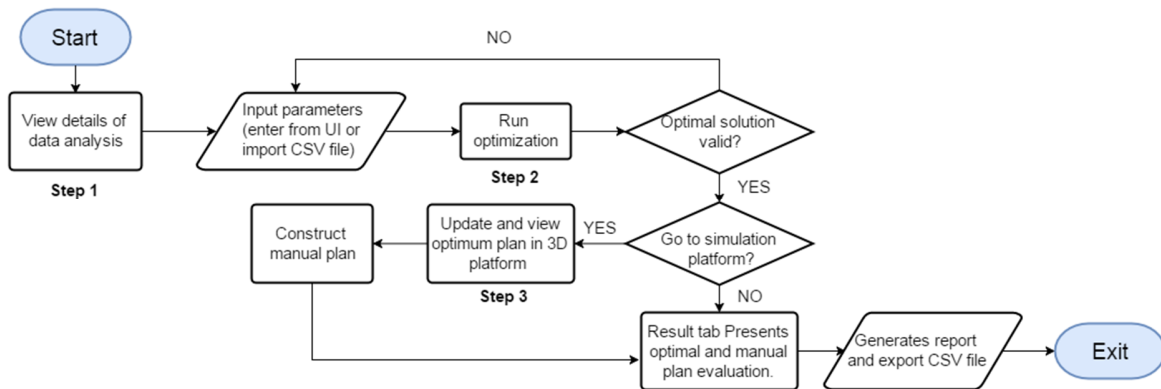 Start
NO
View details of
data analysis
Step 1
Input parameters
(enter from UI or
import CSV file)
Run
optimization
Step 2
Optimal solution
valid?
YES
Go to simulation
platform?
YES
Update and view
optimum plan in 3D
platform
Step 3
Construct
manual plan
NO
Result tab Presents
optimal and manual
plan evaluation.
Generates report
and export CSV file
Exit